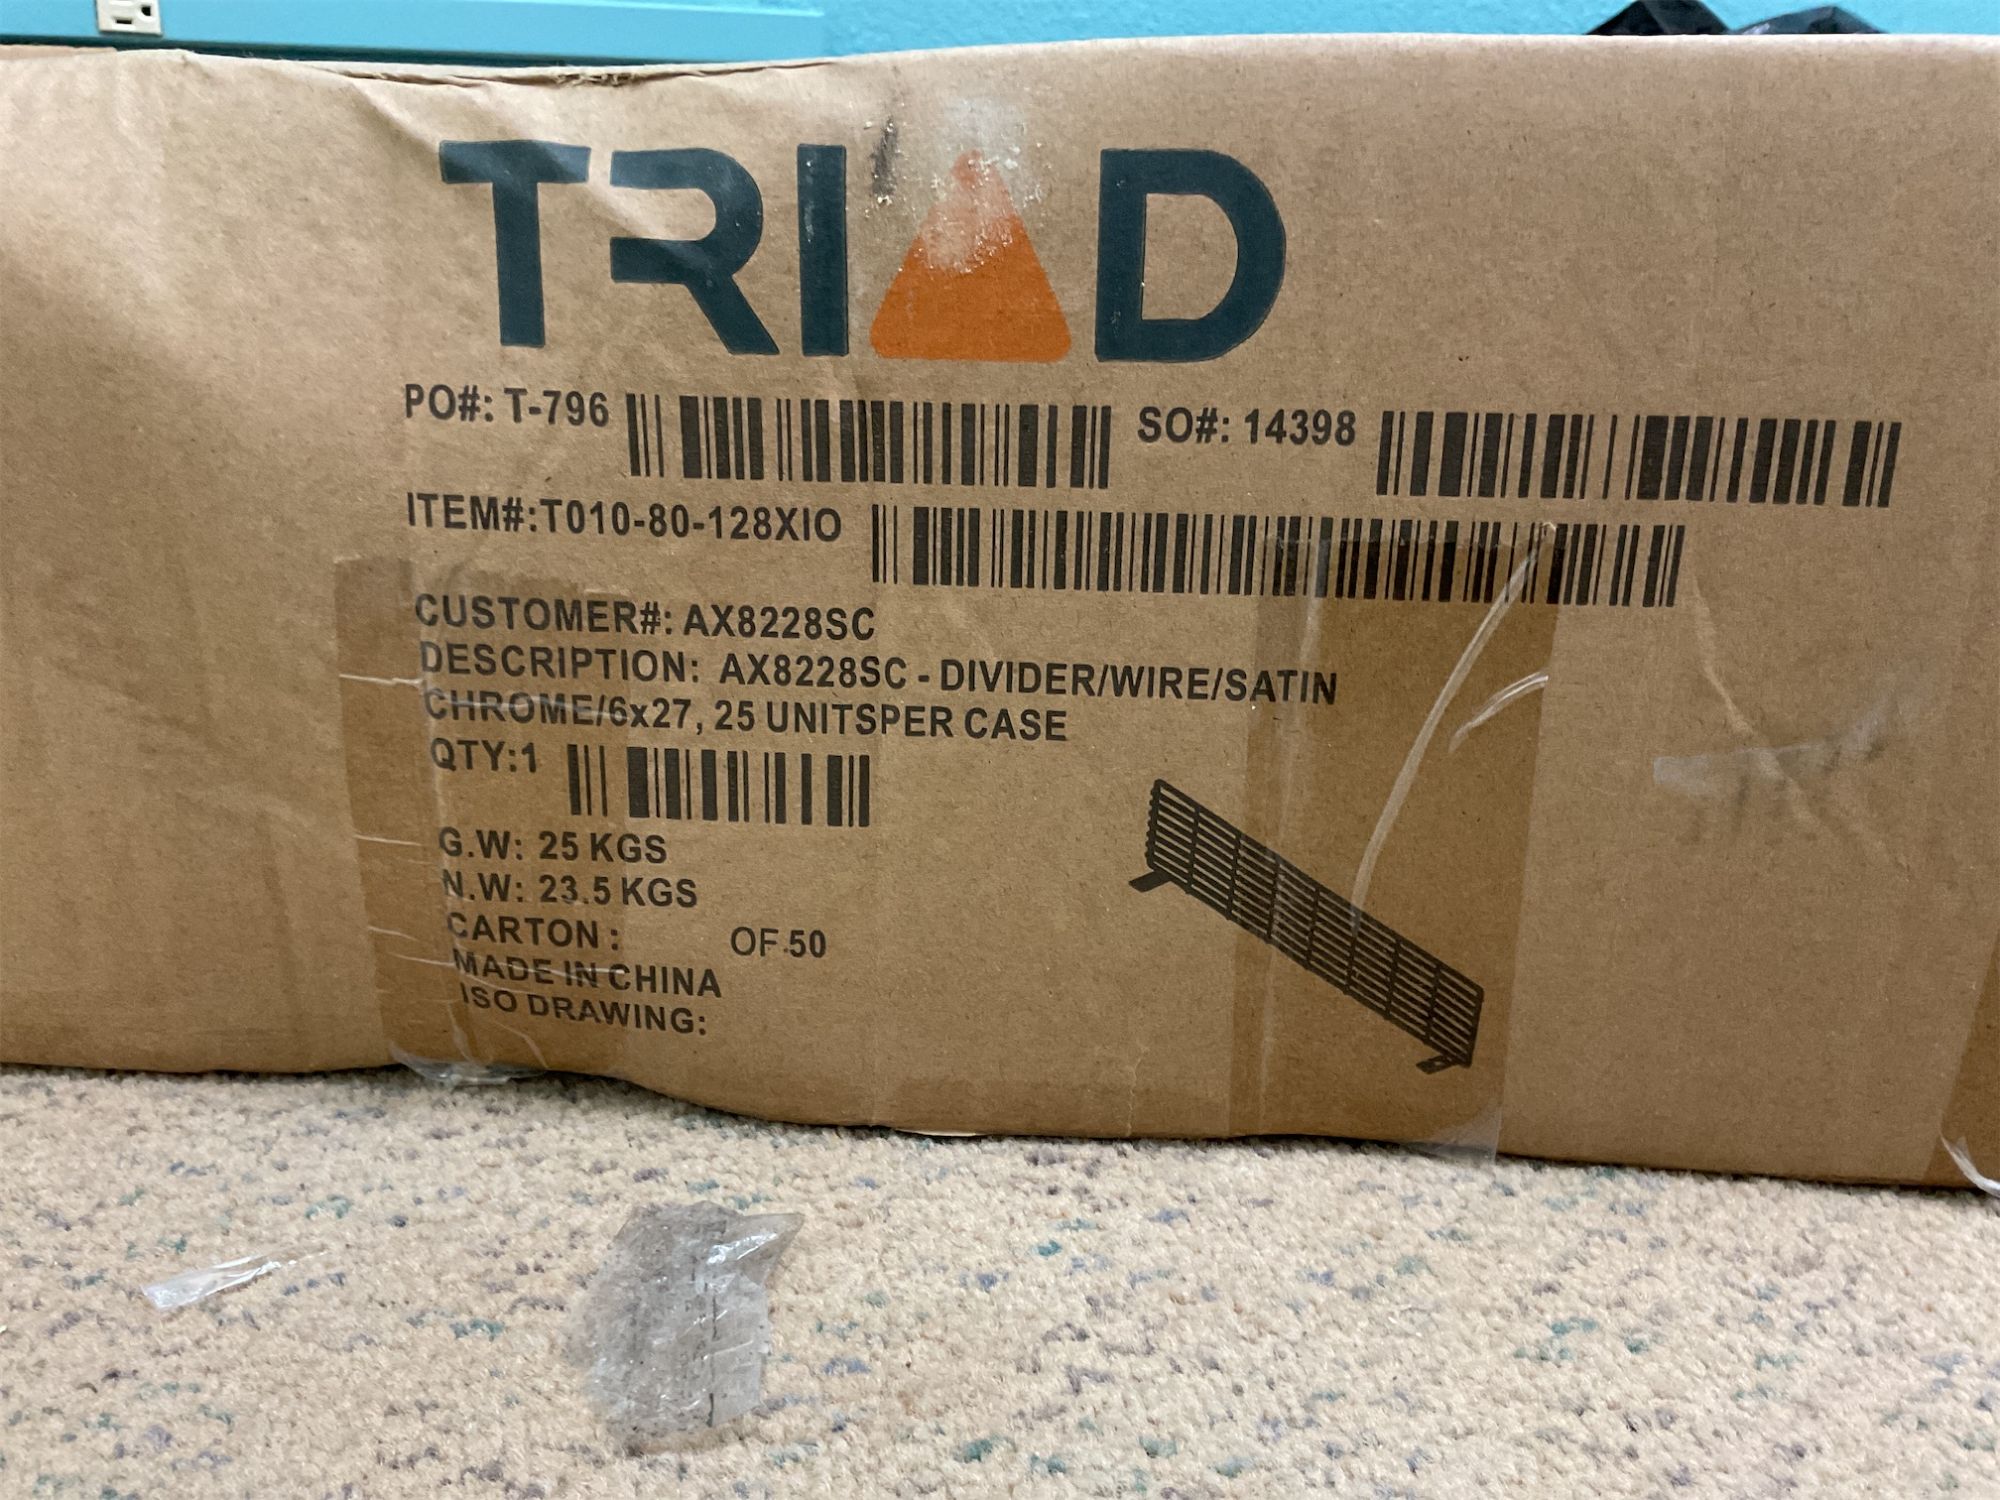 TRIAD
PO#: T-796 SO#: 14398
ITEM#:T010-80-128XIO
CUSTOMER#: AX8228SC
DESCRIPTION: AX8228SC - DIVIDER/WIRE/SATIN
CHROME/6x27, 25 UNITSPER CASE
QTY:1
G.W: 25 KGS
N.W: 23.5 KGS
CARTON : OF 50
MADE IN CHINA
ISO DRAWING: